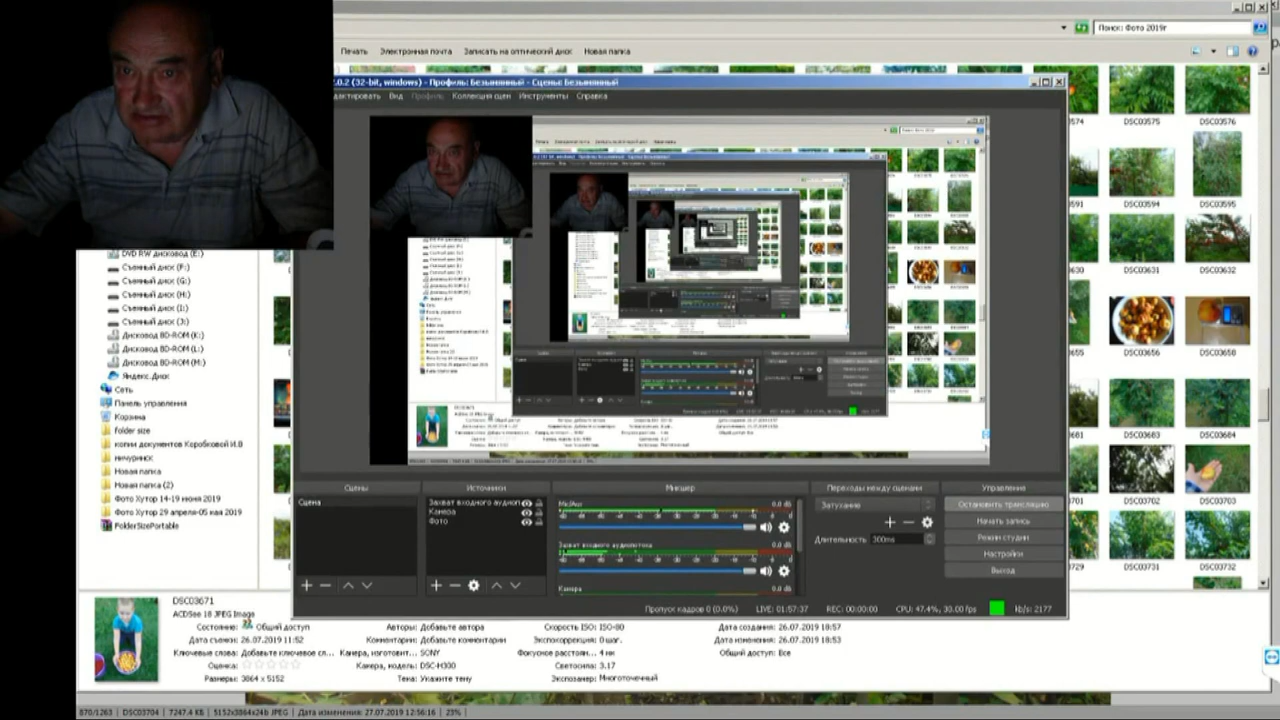 Поиск: Фото 2019г
Печать Электронная почта Записать на оптический диск Новая папка
.0.2 (32-bit, windows) - Профиль: Безымянный - Сцены: Безымянный
дактировать Вид Профиль Коллекция сцен Инструменты Справка
574 DSC03575 DSC03576
591 DSC03594 DSC03595
630 DSC03631 DSC03632
655 DSC03656 DSC03658
681 DSC03683 DSC03684
701 DSC03702 DSC03703
729 DSC03731 DSC03732
DVD RW дисковод (E:)
Съемный диск (F:)
Съемный диск (G:)
Съемный диск (H:)
Съемный диск (I:)
Съемный диск (J:)
Дисковод BD-ROM (K:)
Дисковод BD-ROM (L:)
Дисковод BD-ROM (M:)
Яндекс.Диск
Сеть
Панель управления
Корзина
folder size
копии документов Коробковой И.В
мичуринск
Новая папка
Новая папка (2)
Фото Хутор 14-19 июня 2019
Фото Хутор 29 апреля-05 мая 2019
FolderSizePortable
Сцены Источники Микшер Переходы между сценами Управление
Сцена
Захват входного аудиопо
Камера
Фото
Mic/Aux 0.0 dB
Захват входного аудиопотока 0.0 dB
Камера 0.0 dB
Затухание
Длительность 300ms
Остановить трансляцию
Начать запись
Режим студии
Настройки
Выход
Пропуск кадров 0 (0.0%) LIVE: 01:57:37 REC: 00:00:00 CPU: 47.4%, 30.00 fps kb/s: 2177
DSC03671
ACDSee 18 JPEG Image
Состояние: Общий доступ
Дата съемки: 26.07.2019 11:52
Ключевые слова: Добавьте ключевое сл...
Оценка:
Размеры: 3864 x 5152
Авторы: Добавьте автора
Комментарии: Добавьте комментарии
Камера, изготовит... SONY
Камера, модель: DSC-H300
Тема: Укажите тему
Скорость ISO: ISO-80
Экспокоррекция: 0 шаг.
Фокусное расстоян... 4 мм
Светосила: 3.17
Экспозамер: Многоточечный
Дата создания: 26.07.2019 18:57
Дата изменения: 26.07.2019 18:53
Общий доступ: Все
870/1263 DSC03704 7247.4 КБ 5152x3864x24b JPEG Дата изменения: 27.07.2019 12:56:16 23%